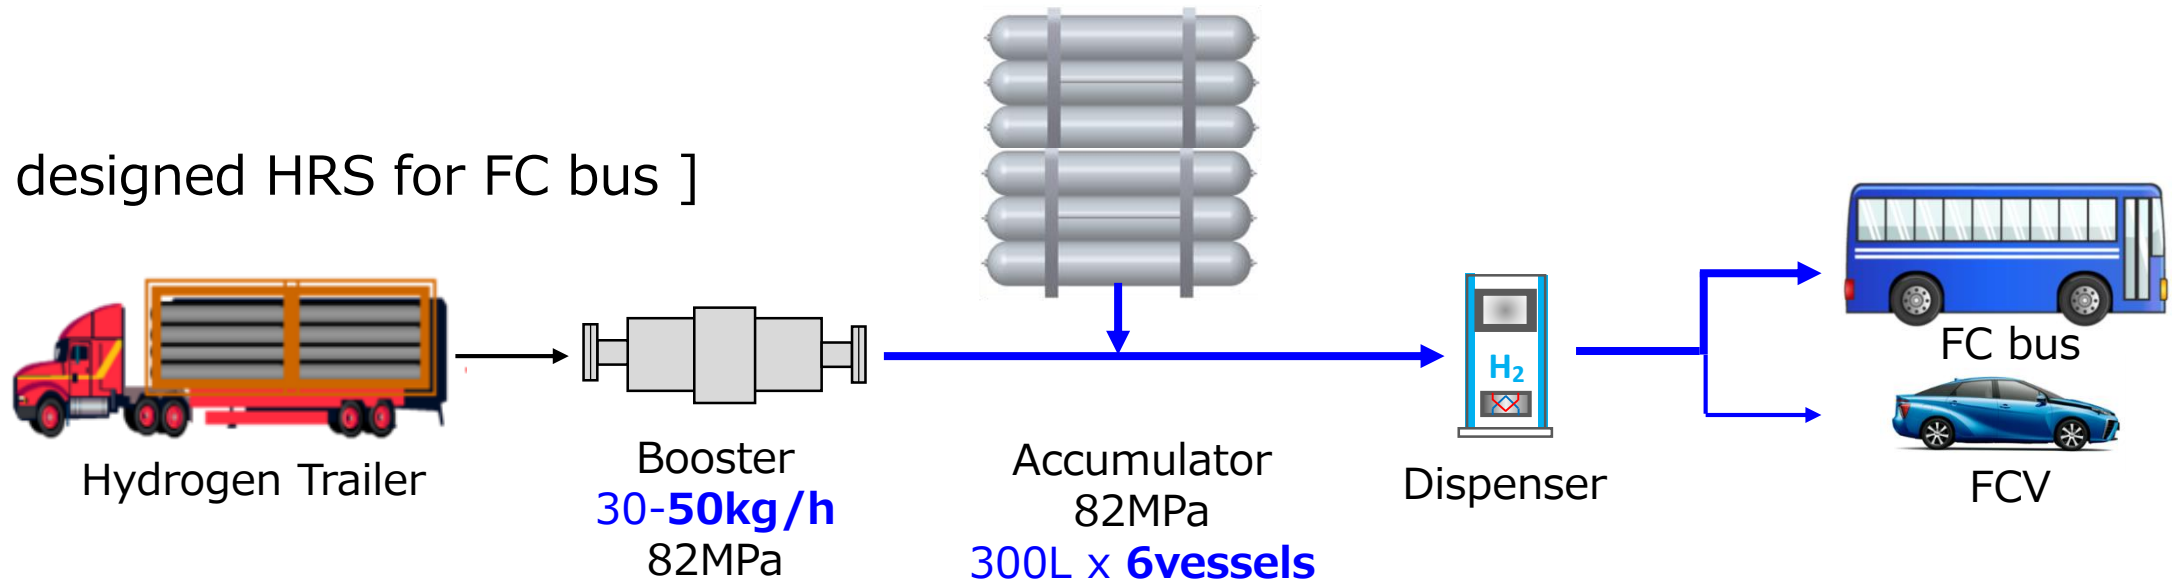 designed HRS for FC bus ]
H₂
FC bus
FCV
Hydrogen Trailer
Booster
30-50kg/h
82MPa
Accumulator
82MPa
300L x 6vessels
Dispenser